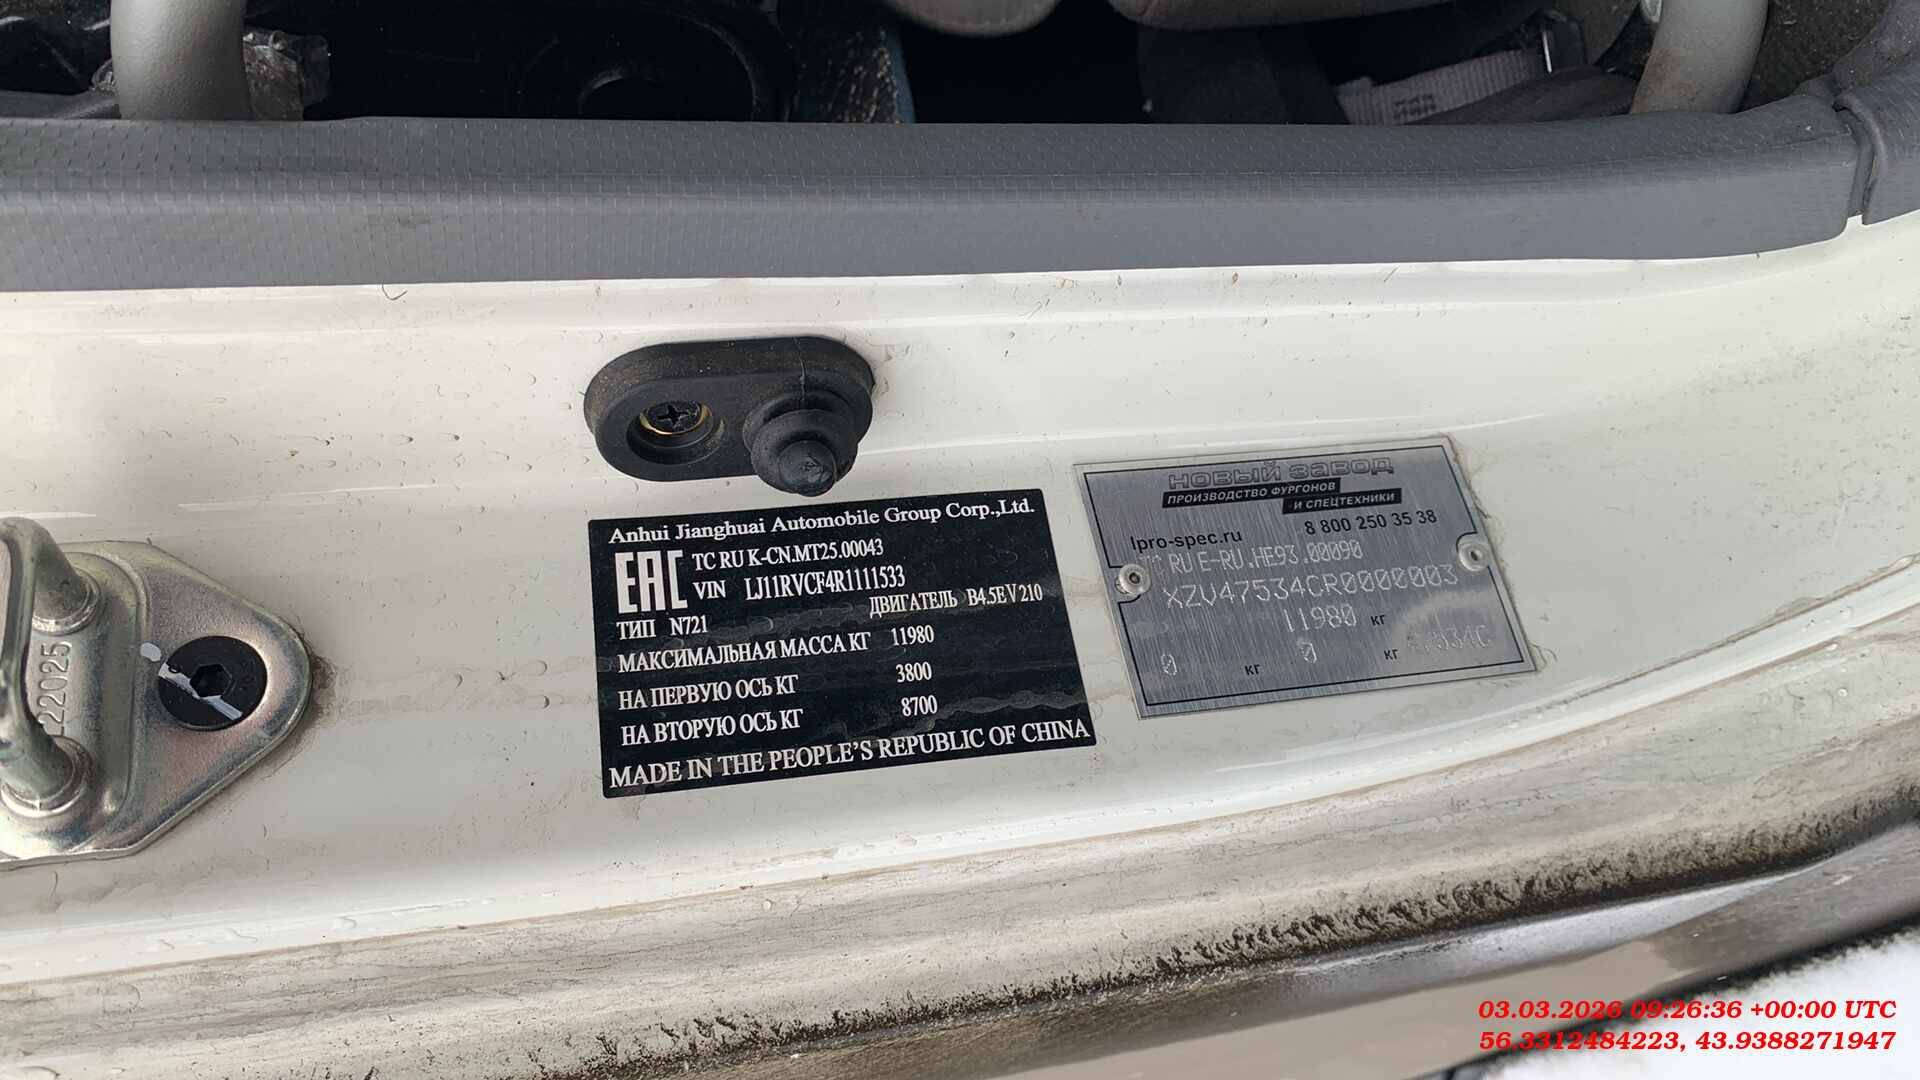 Anhui Jianghuai Automobile Group Corp.,Ltd.
EAC
TC RU K-CN.MT25.00043
VIN LJ11RVCF4R1111533
ДВИГАТЕЛЬ B4.5EV210
ТИП N721
МАКСИМАЛЬНАЯ МАССА КГ 11980
НА ПЕРВУЮ ОСЬ КГ 3800
НА ВТОРУЮ ОСЬ КГ 8700
MADE IN THE PEOPLE'S REPUBLIC OF CHINA
НОВЫЙ ЗАВОД
ПРОИЗВОДСТВО ФУРГОНОВ
И СПЕЦТЕХНИКИ
lpro-spec.ru 8 800 250 35 38
RU E-RU.HE93.00090
XZV47534CR0000003
11980 кг
0 кг 0 кг
222025
03.03.2026 09:26:36 +00:00 UTC
56.3312484223, 43.9388271947